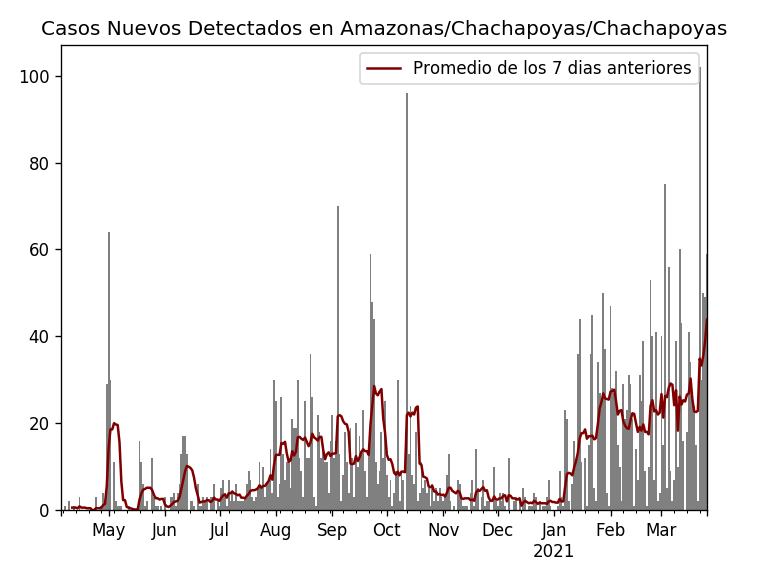 Casos Nuevos Detectados en Amazonas/Chachapoyas/Chachapoyas
Promedio de los 7 dias anteriores
100
80
60
40
20
0
May Jun Jul Aug Sep Oct Nov Dec Jan Feb Mar
2021